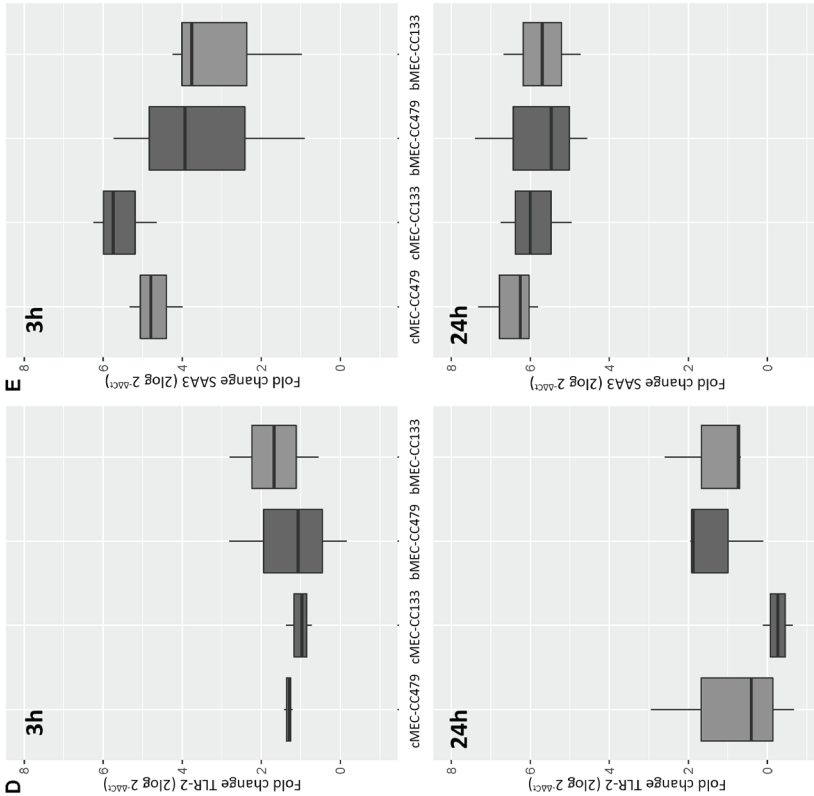 D
3h
Fold change TLR-2 (2log 2^-ΔΔCt)
8
6
4
2
0
cMEC-CC479 cMEC-CC133 bMEC-CC479 bMEC-CC133
24h
Fold change TLR-2 (2log 2^-ΔΔCt)
8
6
4
2
0
E
3h
Fold change SAA3 (2log 2^-ΔΔCt)
8
6
4
2
0
cMEC-CC479 cMEC-CC133 bMEC-CC479 bMEC-CC133
24h
Fold change SAA3 (2log 2^-ΔΔCt)
8
6
4
2
0